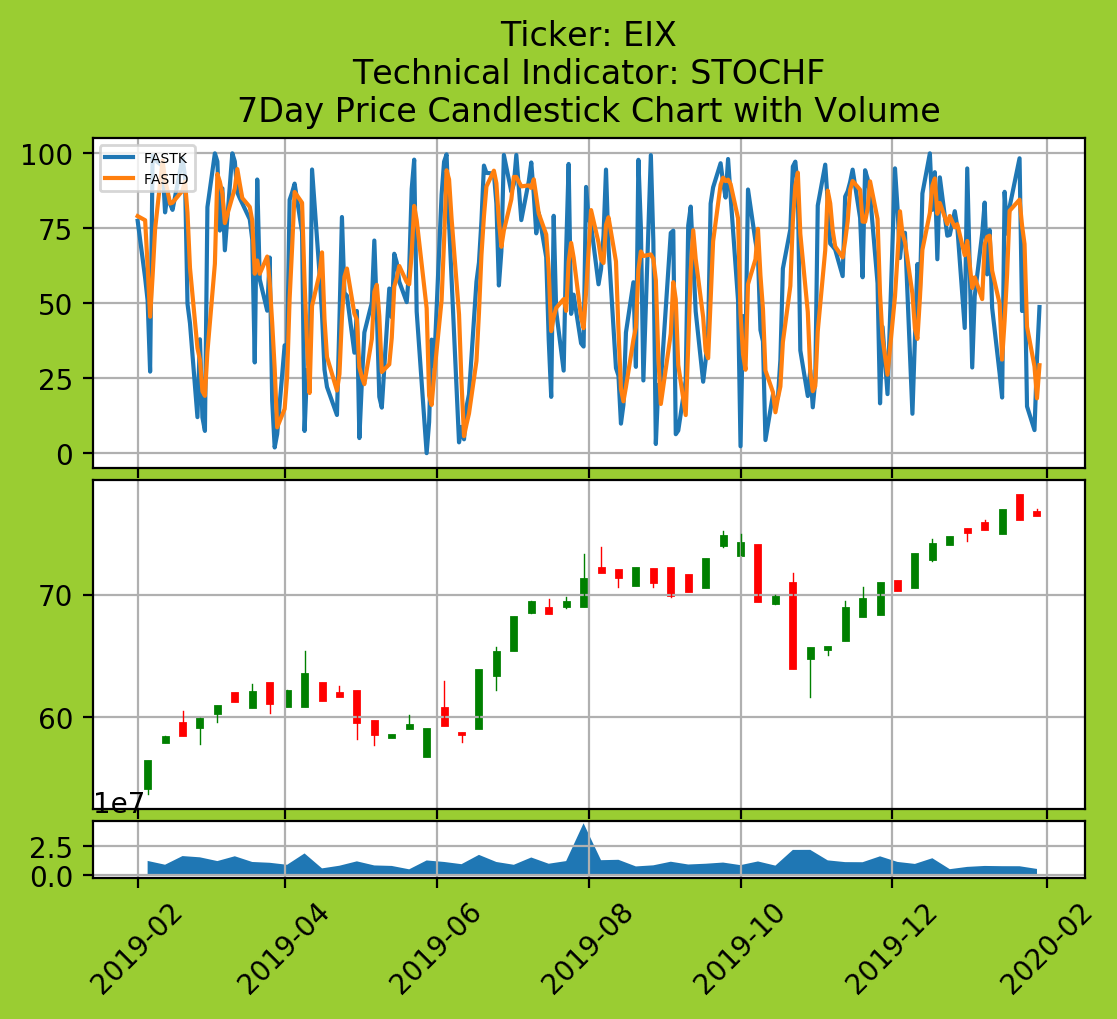 Ticker: EIX
Technical Indicator: STOCHF
7Day Price Candlestick Chart with Volume
100
75
50
25
0
FASTK
FASTD
70
60
1e7
2.5
0.0
2019-02
2019-04
2019-06
2019-08
2019-10
2019-12
2020-02